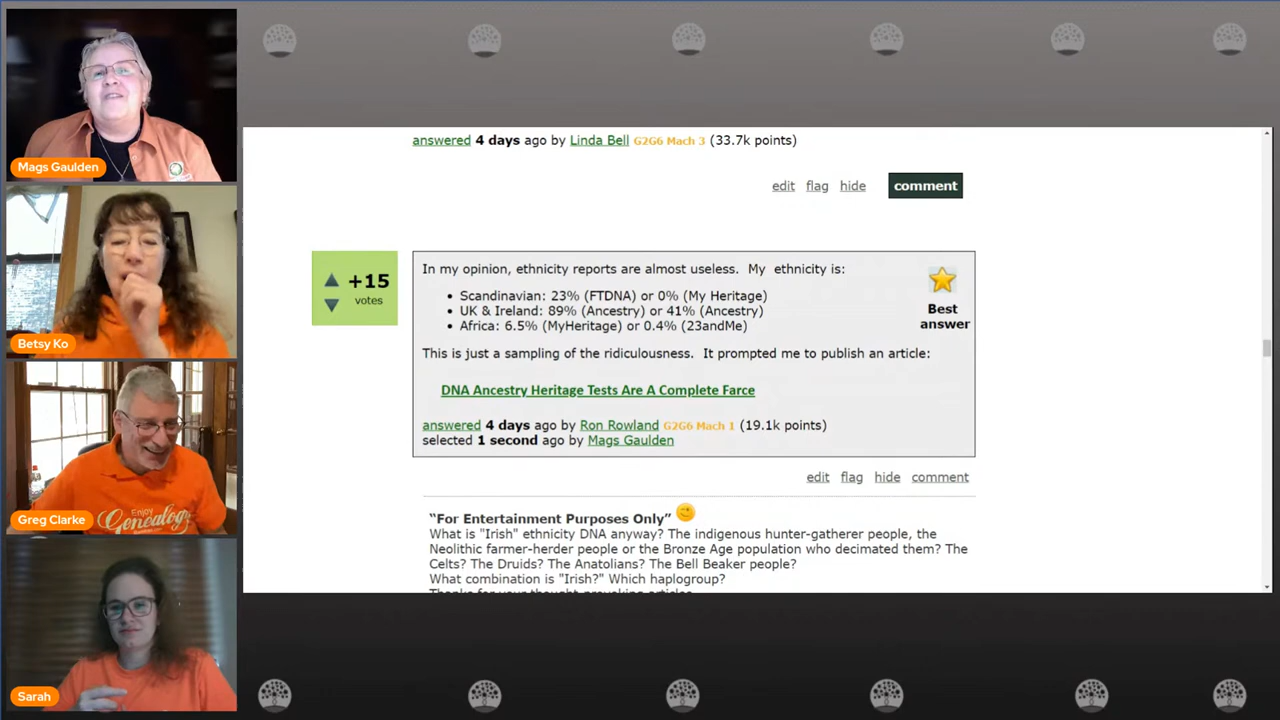 Mags Gaulden
Betsy Ko
Enjoy
Genealogy
Greg Clarke
Sarah
answered 4 days ago by Linda Bell G2G6 Mach 3 (33.7k points)
edit flag hide comment
+15
votes
In my opinion, ethnicity reports are almost useless. My ethnicity is:
• Scandinavian: 23% (FTDNA) or 0% (My Heritage)
• UK & Ireland: 89% (Ancestry) or 41% (Ancestry)
• Africa: 6.5% (MyHeritage) or 0.4% (23andMe)
Best
answer
This is just a sampling of the ridiculousness. It prompted me to publish an article:
DNA Ancestry Heritage Tests Are A Complete Farce
answered 4 days ago by Ron Rowland G2G6 Mach 1 (19.1k points)
selected 1 second ago by Mags Gaulden
edit flag hide comment
“For Entertainment Purposes Only”
What is "Irish" ethnicity DNA anyway? The indigenous hunter-gatherer people, the
Neolithic farmer-herder people or the Bronze Age population who decimated them? The
Celts? The Druids? The Anatolians? The Bell Beaker people?
What combination is "Irish?" Which haplogroup?
Thanks for your thought-provoking articles